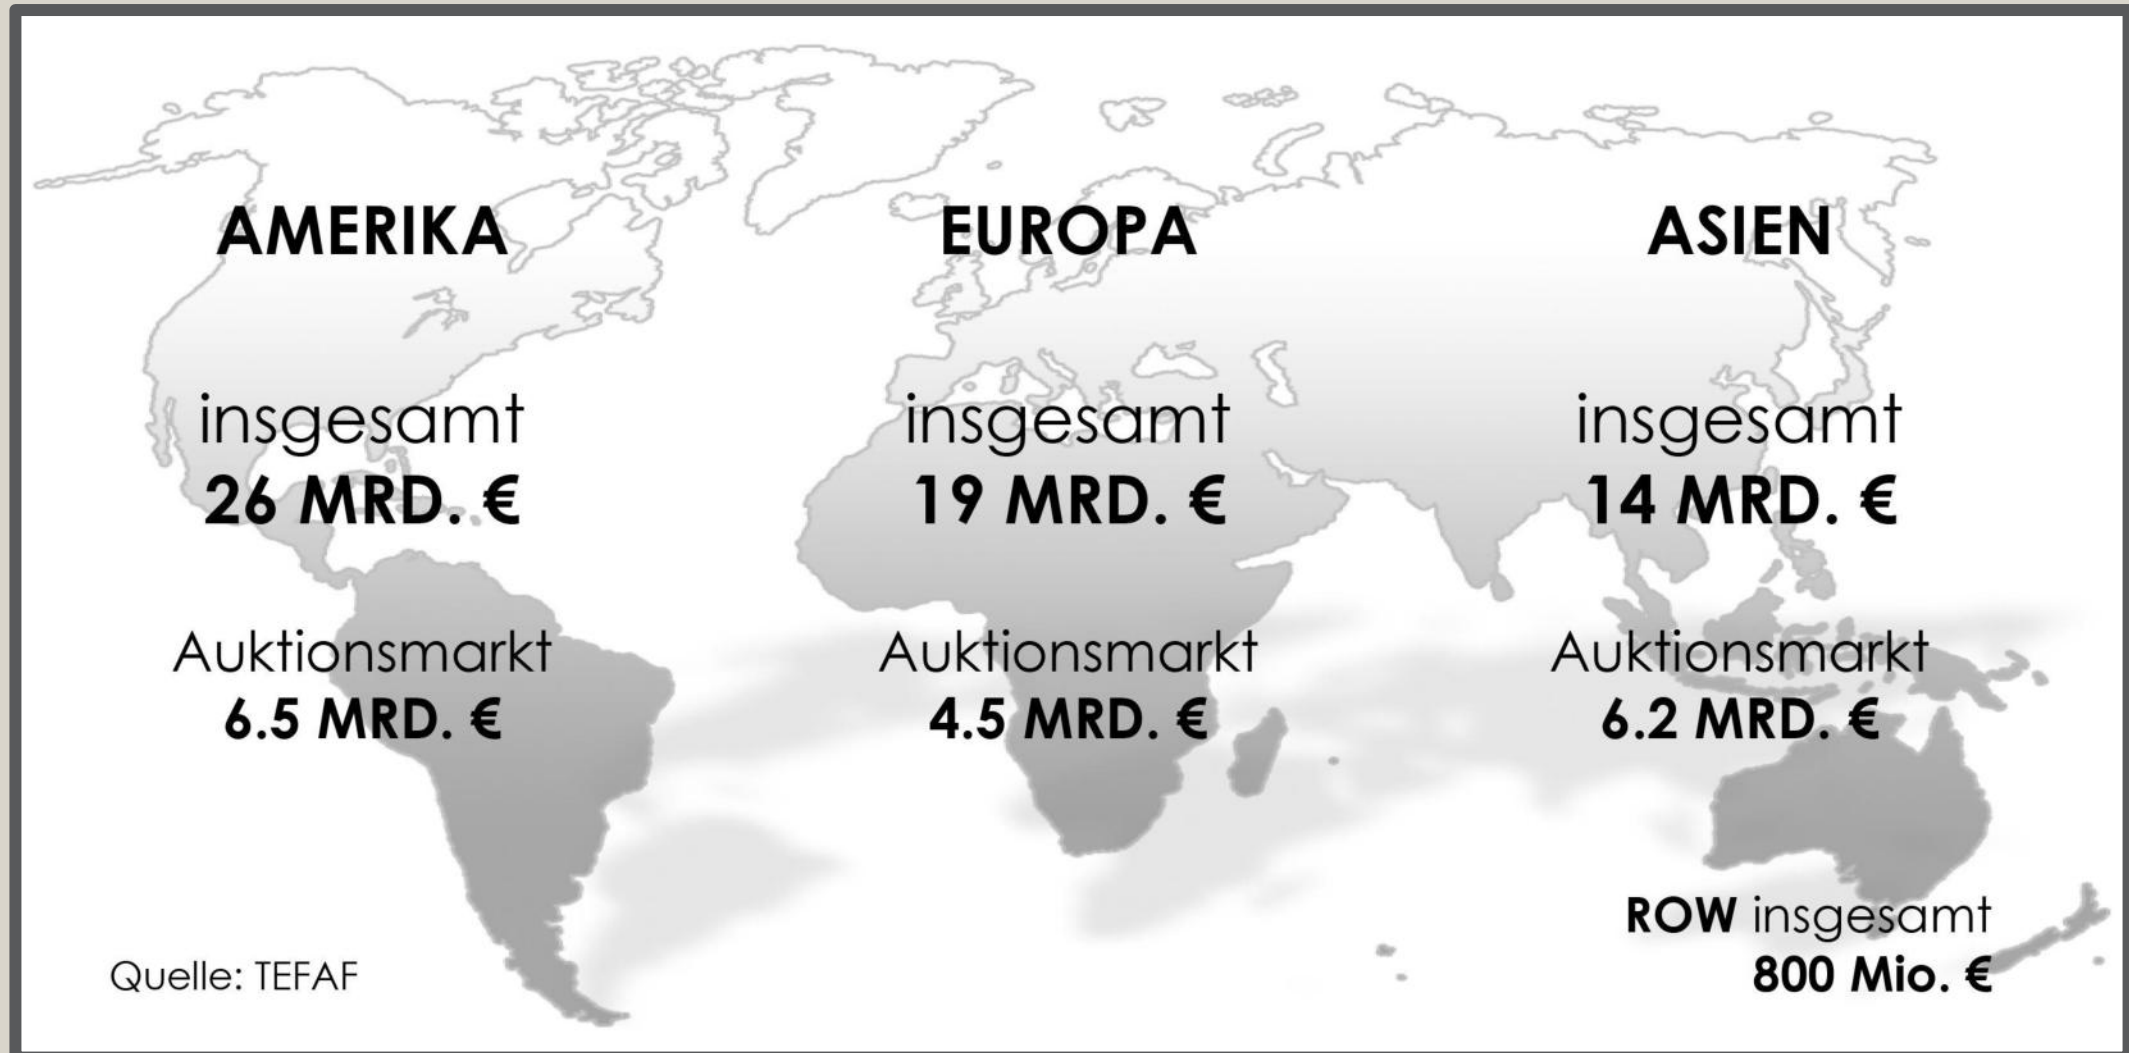 AMERIKA
insgesamt
26 MRD. €
Auktionsmarkt
6.5 MRD. €
EUROPA
insgesamt
19 MRD. €
Auktionsmarkt
4.5 MRD. €
ASIEN
insgesamt
14 MRD. €
Auktionsmarkt
6.2 MRD. €
ROW insgesamt
800 Mio. €
Quelle: TEFAF